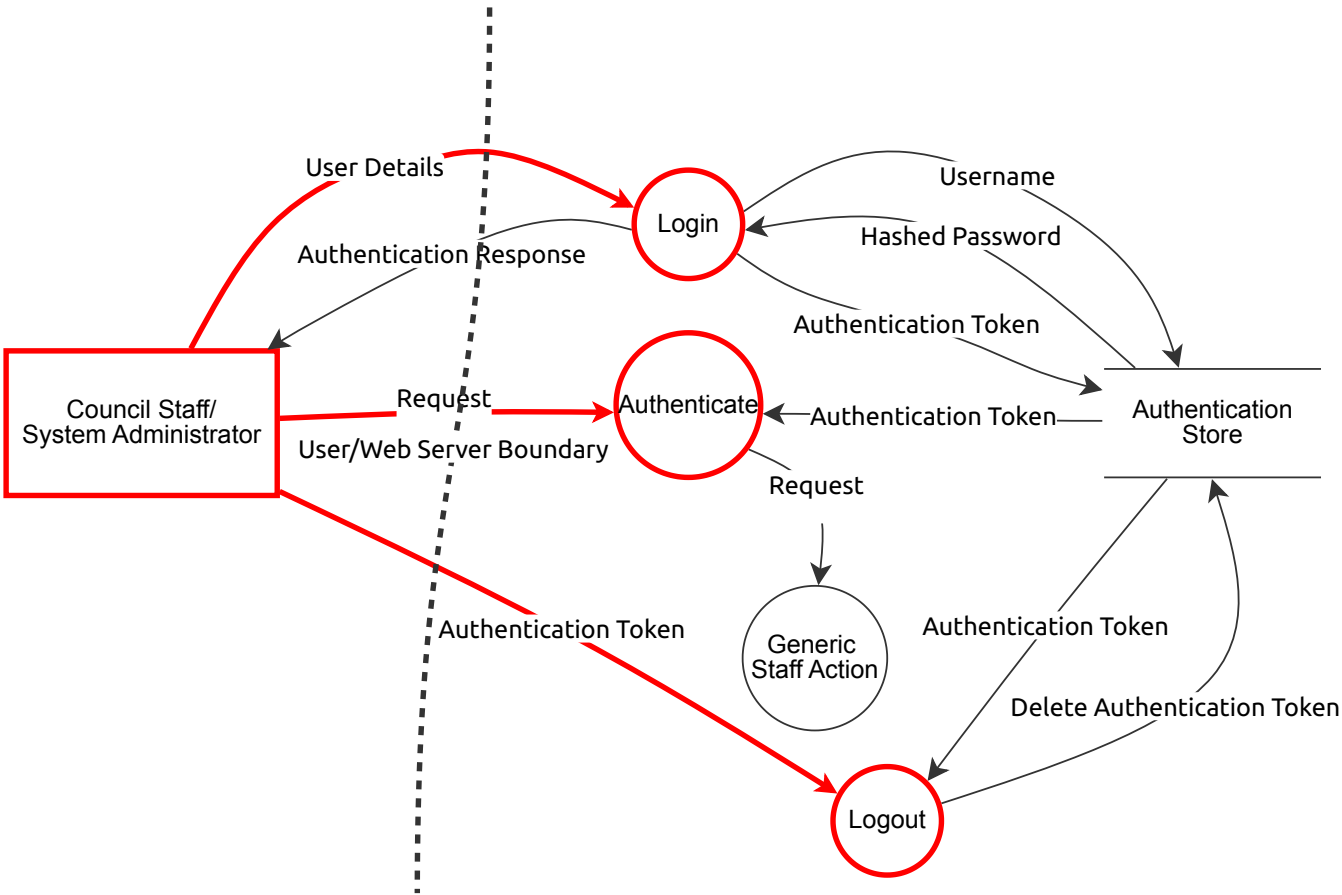 User Details
Username
Login
Hashed Password
Authentication Response
Authentication Token
Council Staff/
System Administrator
Request
Authenticate
Authentication Token
Authentication
Store
User/Web Server Boundary
Request
Authentication Token
Generic
Staff Action
Authentication Token
Delete Authentication Token
Logout